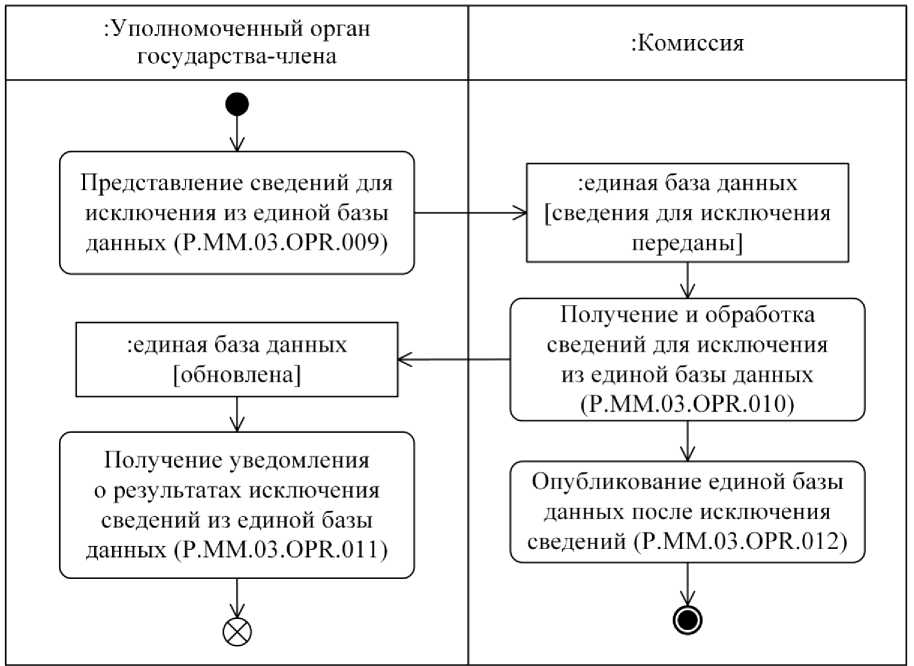 :Уполномоченный орган
государства-члена
:Комиссия
Представление сведений для
исключения из единой базы
данных (P.MM.03.OPR.009)
:единая база данных
[сведения для исключения
переданы]
Получение и обработка
сведений для исключения
из единой базы данных
(P.MM.03.OPR.010)
:единая база данных
[обновлена]
Получение уведомления
о результатах исключения
сведений из единой базы
данных (P.MM.03.OPR.011)
Опубликование единой базы
данных после исключения
сведений (P.MM.03.OPR.012)